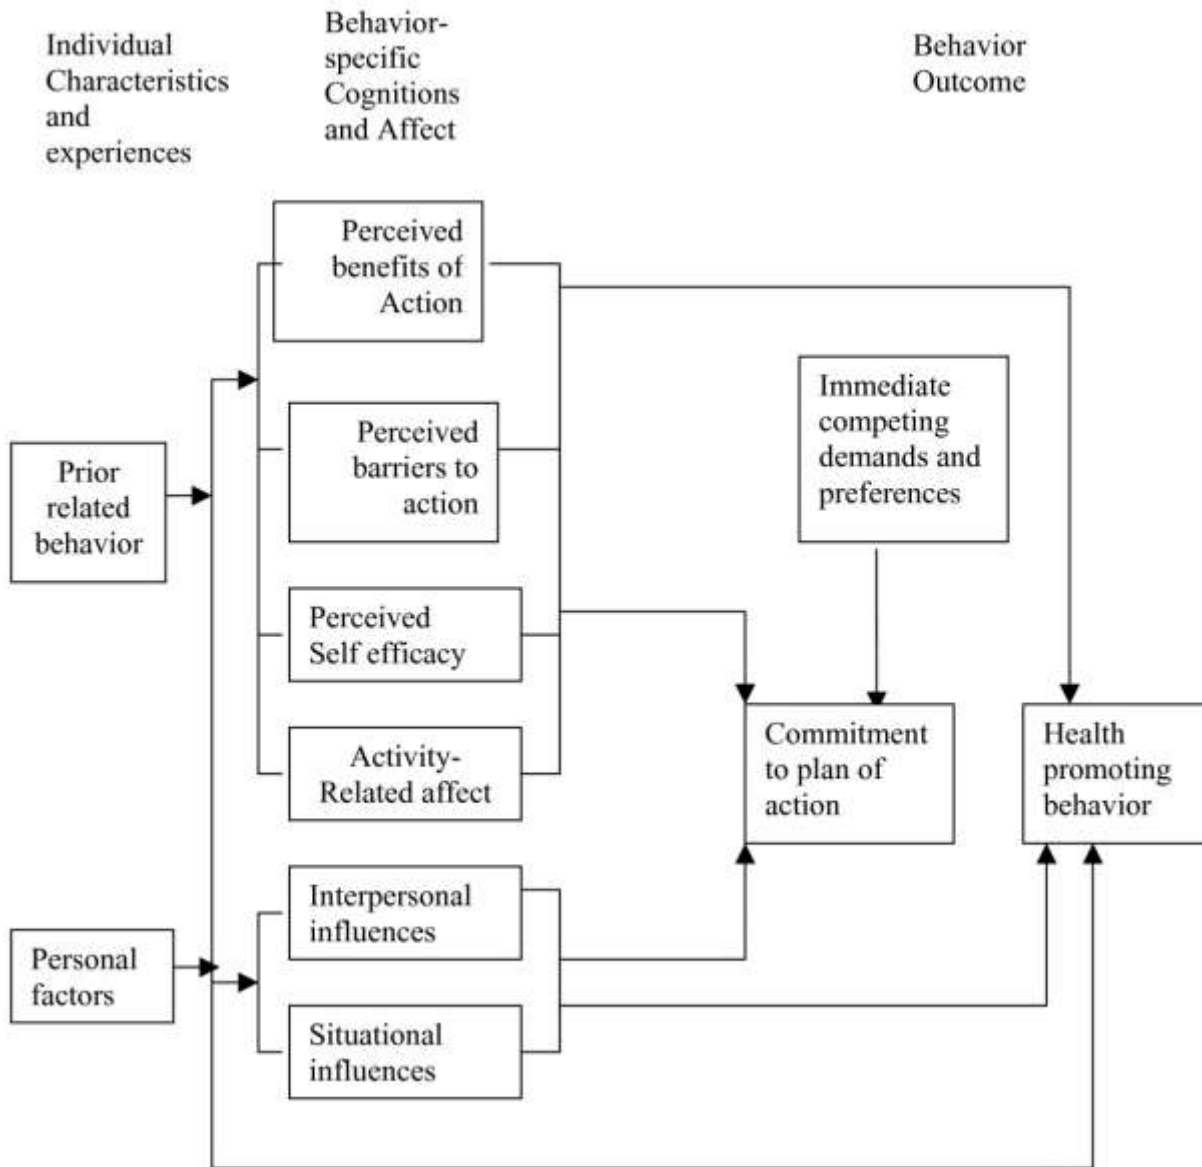 Individual
Characteristics
and
experiences
Behavior-
specific
Cognitions
and Affect
Behavior
Outcome
Perceived
benefits of
Action
Perceived
barriers to
action
Prior
related
behavior
Immediate
competing
demands and
preferences
Perceived
Self efficacy
Activity-
Related affect
Commitment
to plan of
action
Health
promoting
behavior
Interpersonal
influences
Personal
factors
Situational
influences